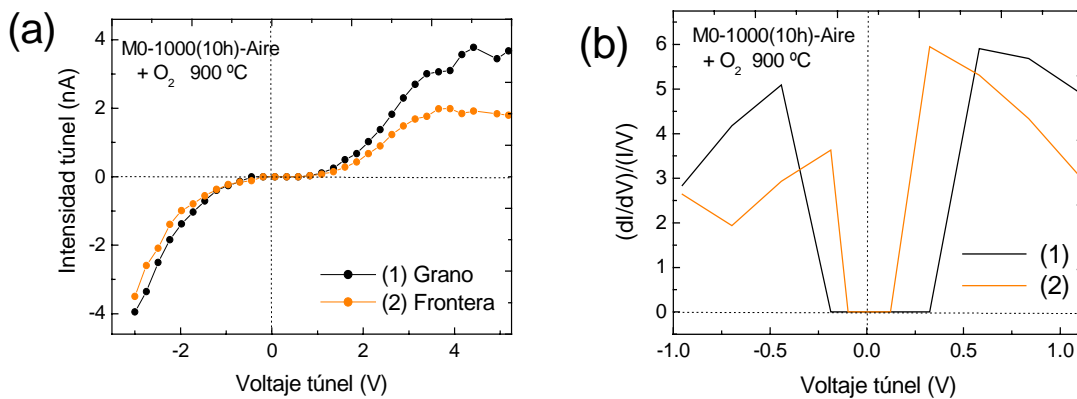 (a)
M0-1000(10h)-Aire
+ O₂ 900 ºC
Intensidad túnel (nA)
4
2
0
-2
-4
(1) Grano
(2) Frontera
-2
0
2
4
Voltaje túnel (V)
(b)
M0-1000(10h)-Aire
+ O₂ 900 ºC
(dI/dV)/(I/V)
6
5
4
3
2
1
0
(1)
(2)
-1.0
-0.5
0.0
0.5
1.0
Voltaje túnel (V)